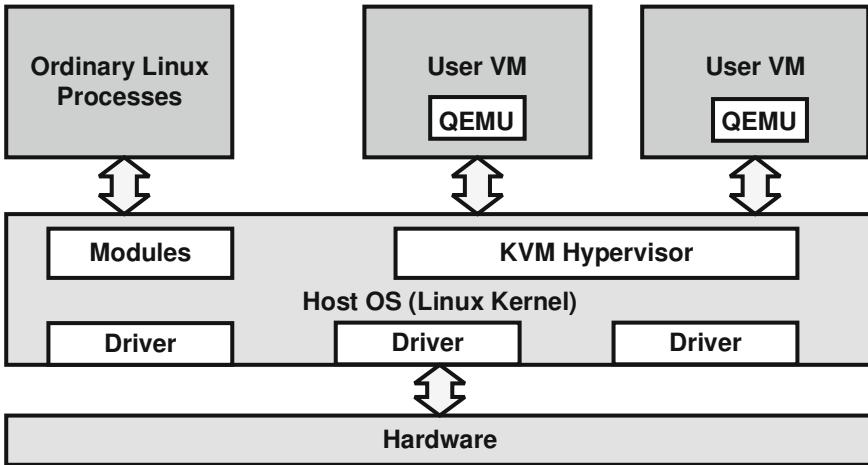 Ordinary Linux
Processes
User VM
QEMU
User VM
QEMU
Modules
KVM Hypervisor
Host OS (Linux Kernel)
Driver
Driver
Driver
Hardware